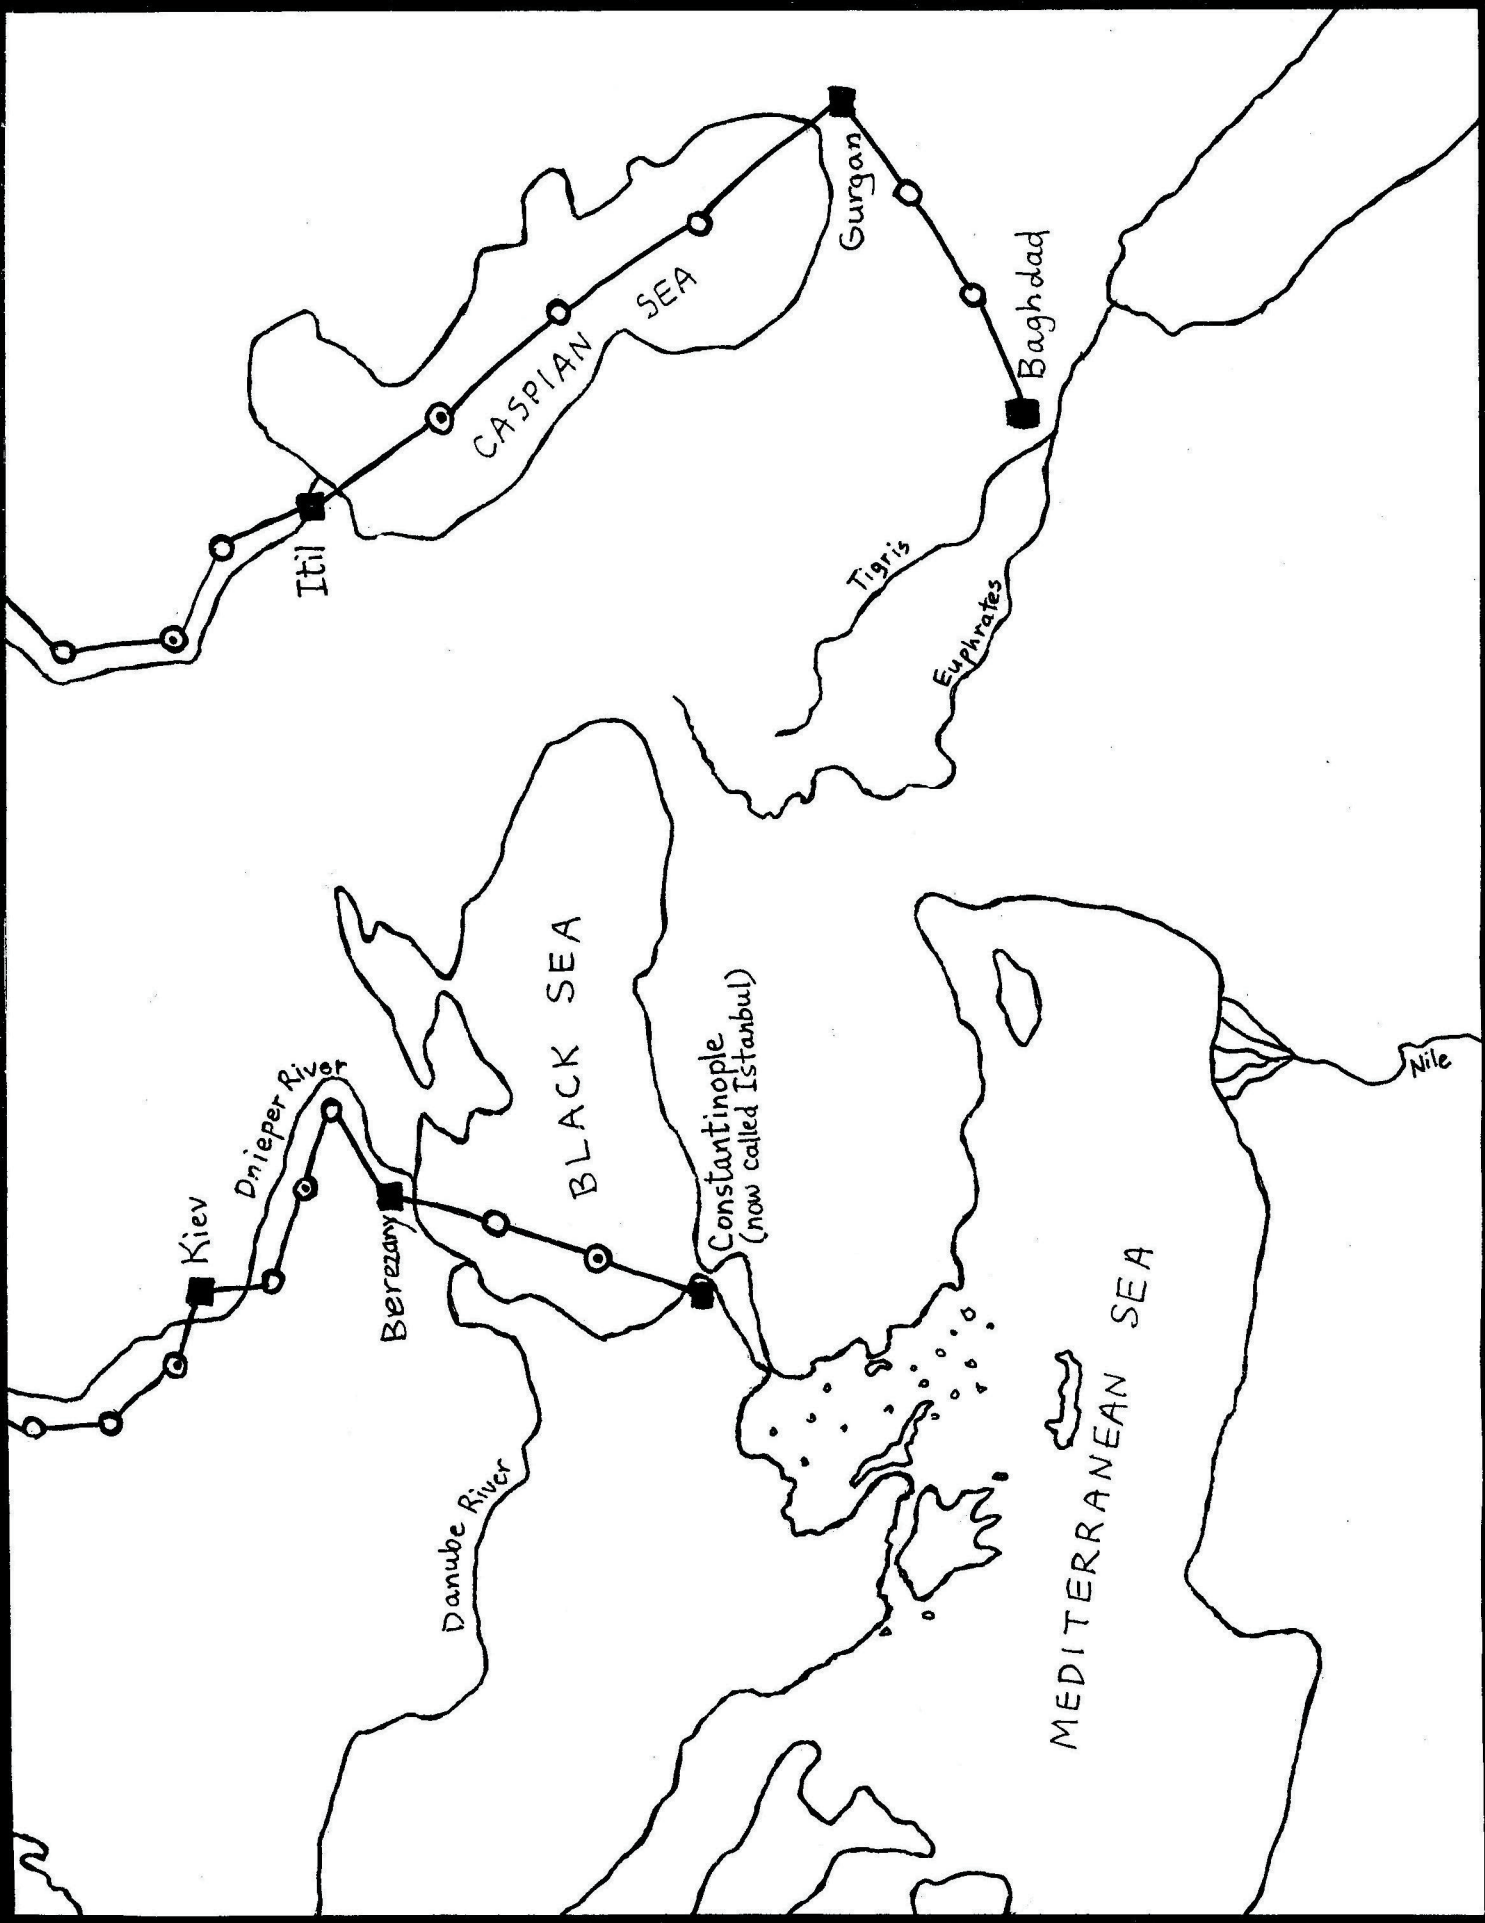 Kiev
Dnieper River
Berezany
Danube River
BLACK SEA
Constantinople
(now called Istanbul)
MEDITERRANEAN SEA
Nile
Itil
CASPIAN SEA
Gurgan
Baghdad
Tigris
Euphrates